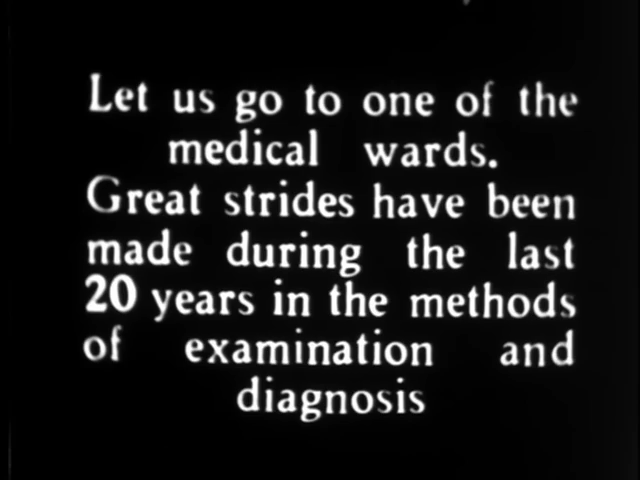 Let us go to one of the
medical wards.
Great strides have been
made during the last
20 years in the methods
of examination and
diagnosis